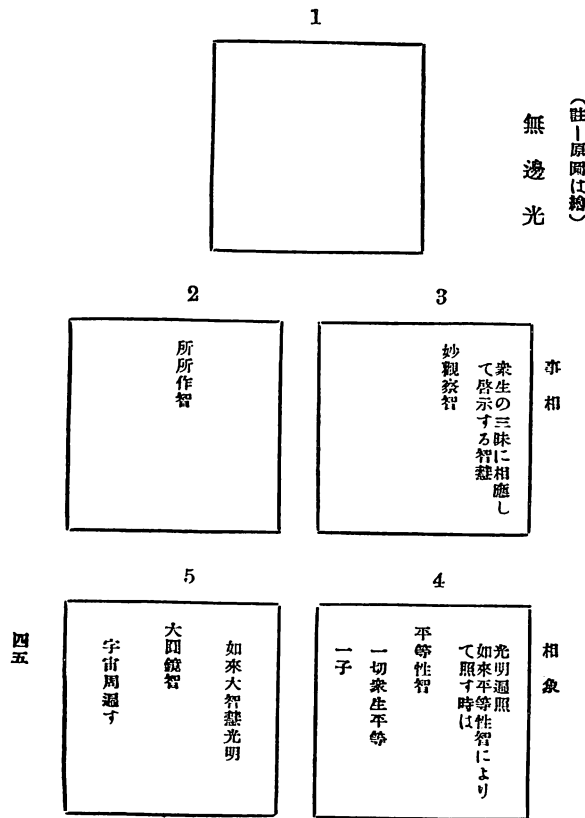 (註ー原圖は繪)
無邊光
1
事相
3
衆生の三昧に相應し
て啓示する智慧
妙觀察智
2
所所作智
相象
4
光明遍照
如來平等性智により
て照す時は
平等性智
一切衆生平等
一子
5
如來大智慧光明
大圓鏡智
宇宙周遍す
四五